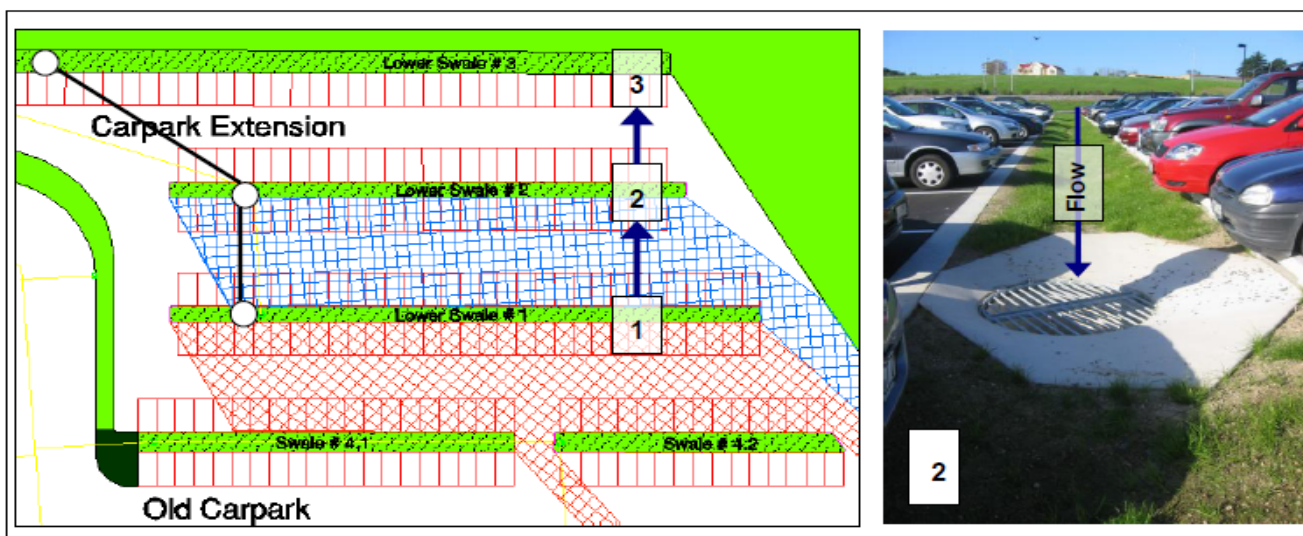 Lower Swale # 3
3
Carpark Extension
Lower Swale # 2
2
Lower Swale # 1
1
Swale # 4.1
Swale # 4.2
Old Carpark
Flow
2